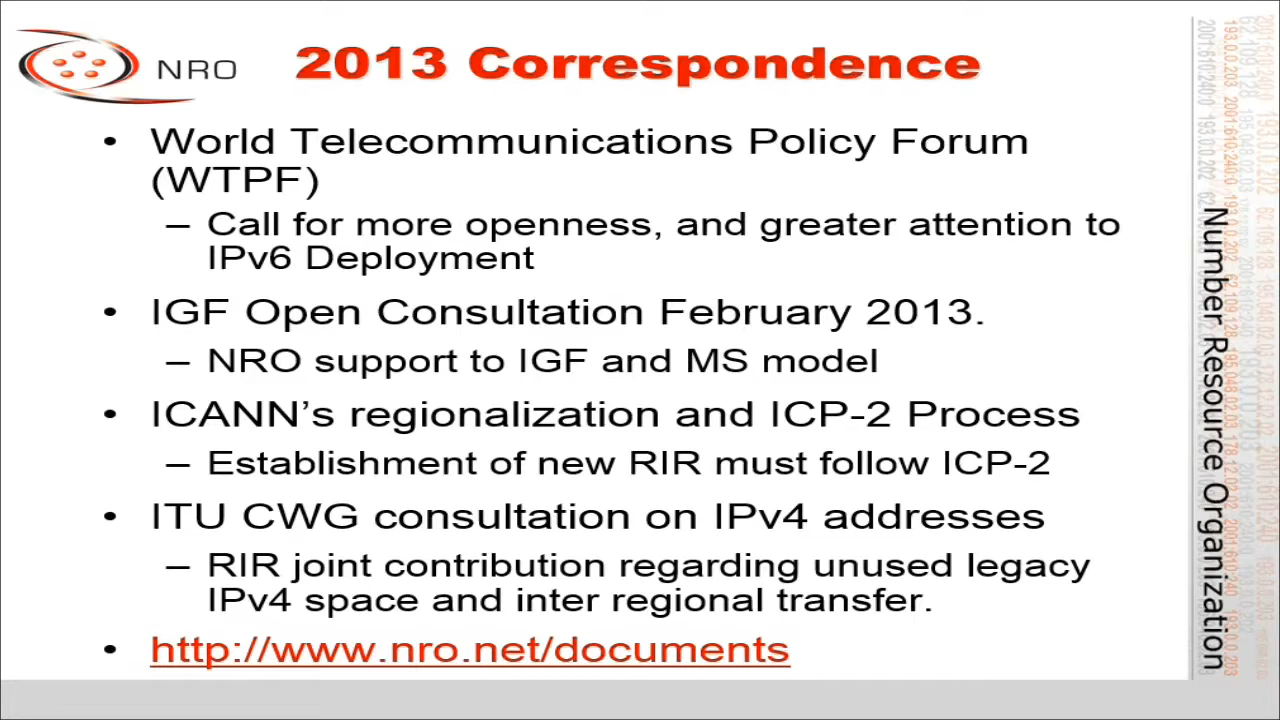 NRO
2013 Correspondence
• World Telecommunications Policy Forum
(WTPF)
– Call for more openness, and greater attention to
IPv6 Deployment
• IGF Open Consultation February 2013.
– NRO support to IGF and MS model
• ICANN’s regionalization and ICP-2 Process
– Establishment of new RIR must follow ICP-2
• ITU CWG consultation on IPv4 addresses
– RIR joint contribution regarding unused legacy
IPv4 space and inter regional transfer.
• http://www.nro.net/documents
Number Resource Organization